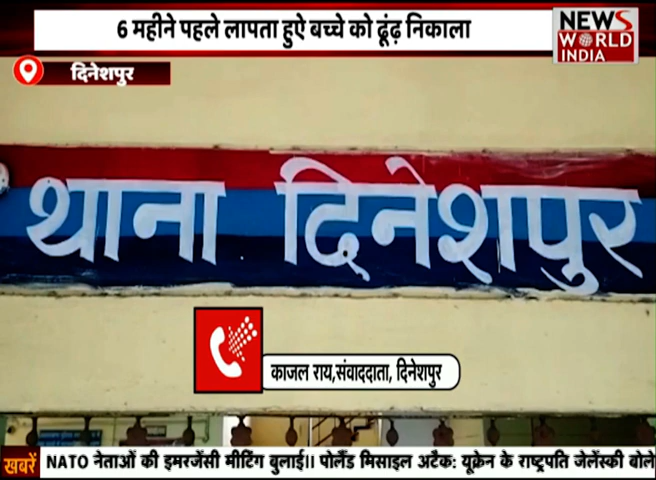 6 महीने पहले लापता हुऐ बच्चे को ढूंढ़ निकाला
NEWS
WORLD
INDIA
दिनेशपुर
थाना दिनेशपुर
काजल राय,संवाददाता, दिनेशपुर
खबरें NATO नेताओं की इमरजेंसी मीटिंग बुलाई।। पोलैंड मिसाइल अटैक: यूक्रेन के राष्ट्रपति जेलेंस्की बोले